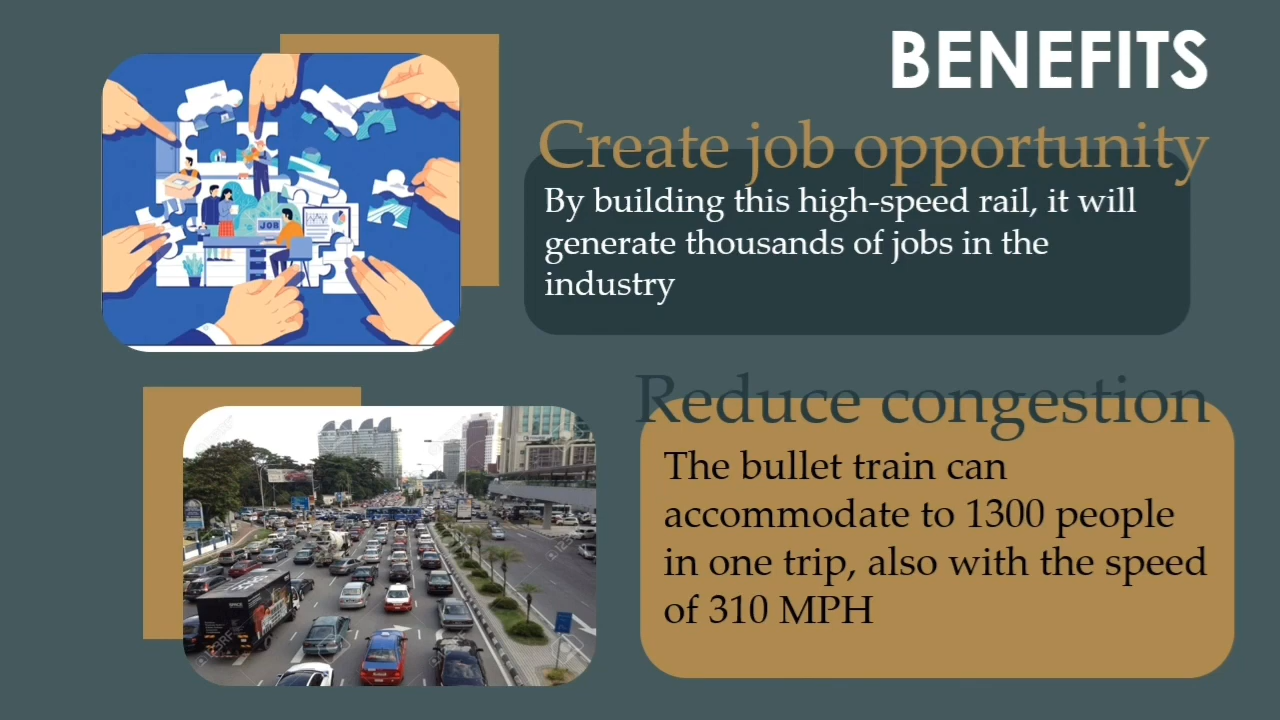 BENEFITS
Create job opportunity
By building this high-speed rail, it will
generate thousands of jobs in the
industry
JOB
Reduce congestion
The bullet train can
accommodate to 1300 people
in one trip, also with the speed
of 310 MPH